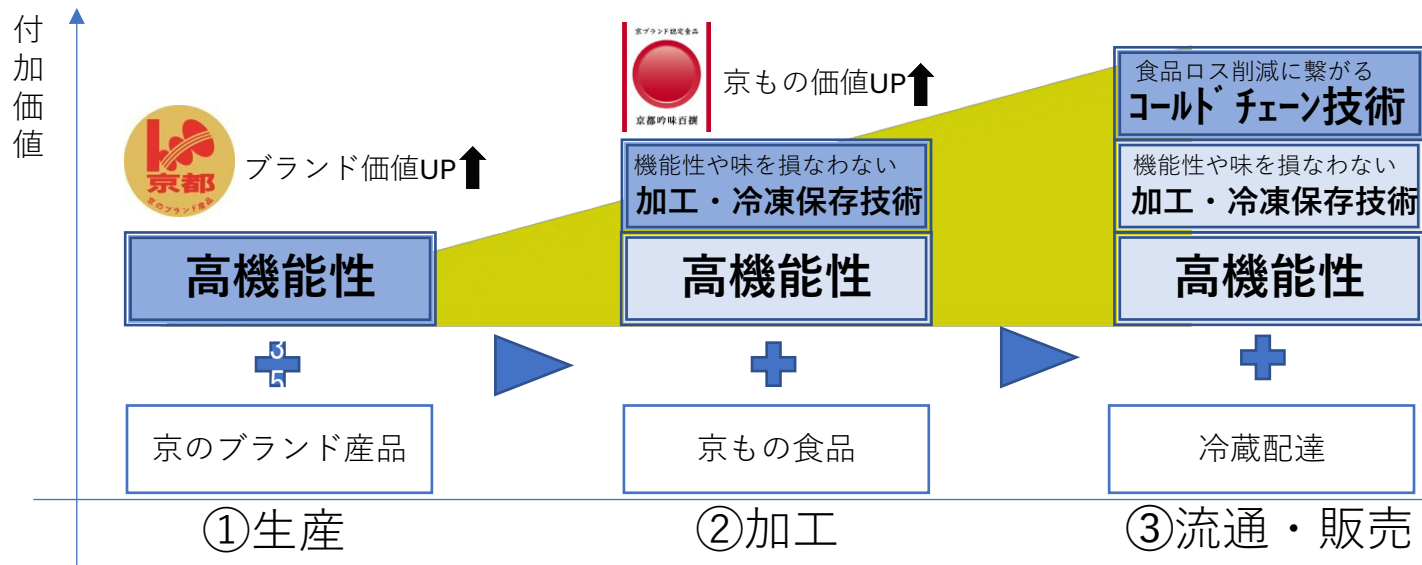 付加価値
京都
京のブランド産品
ブランド価値UP
高機能性
35
京のブランド産品
①生産
京ブランド認定食品
京都吟味百撰
京もの価値UP
機能性や味を損なわない
加工・冷凍保存技術
高機能性
京もの食品
②加工
食品ロス削減に繋がる
コールドチェーン技術
機能性や味を損なわない
加工・冷凍保存技術
高機能性
冷蔵配達
③流通・販売